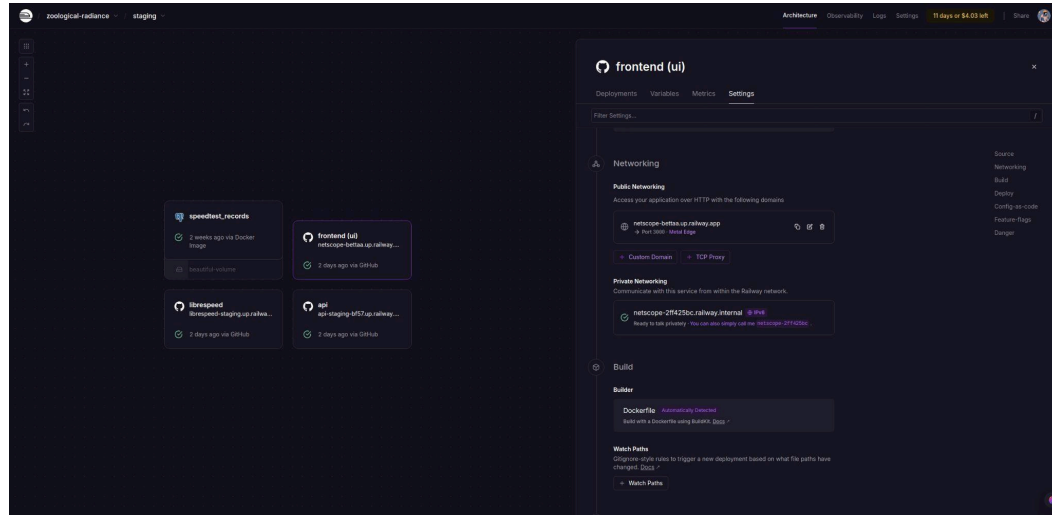 zoological-radiance
staging
Architecture
Observability
Logs
Settings
11 days or $4.03 left
Share
speedtest_records
2 weeks ago via Docker
Image
beautiful-volume
frontend (ui)
netscope-bettaa.up.railway....
2 days ago via GitHub
librespeed
librespeed-staging.up.railwa...
2 days ago via GitHub
api
api-staging-bf57.up.railway....
2 days ago via GitHub
frontend (ui)
Deployments
Variables
Metrics
Settings
Filter Settings...
/
Networking
Public Networking
Access your application over HTTP with the following domains
netscope-bettaa.up.railway.app
→ Port 3000 · Metal Edge
+ Custom Domain
+ TCP Proxy
Private Networking
Communicate with this service from within the Railway network.
netscope-2ff425bc.railway.internal IPv6
Ready to talk privately · You can also simply call me netscope-2ff425bc .
Build
Builder
Dockerfile Automatically Detected
Build with a Dockerfile using BuildKit. Docs ↗
Watch Paths
Gitignore-style rules to trigger a new deployment based on what file paths have
changed. Docs ↗
+ Watch Paths
Source
Networking
Build
Deploy
Config-as-code
Feature-flags
Danger